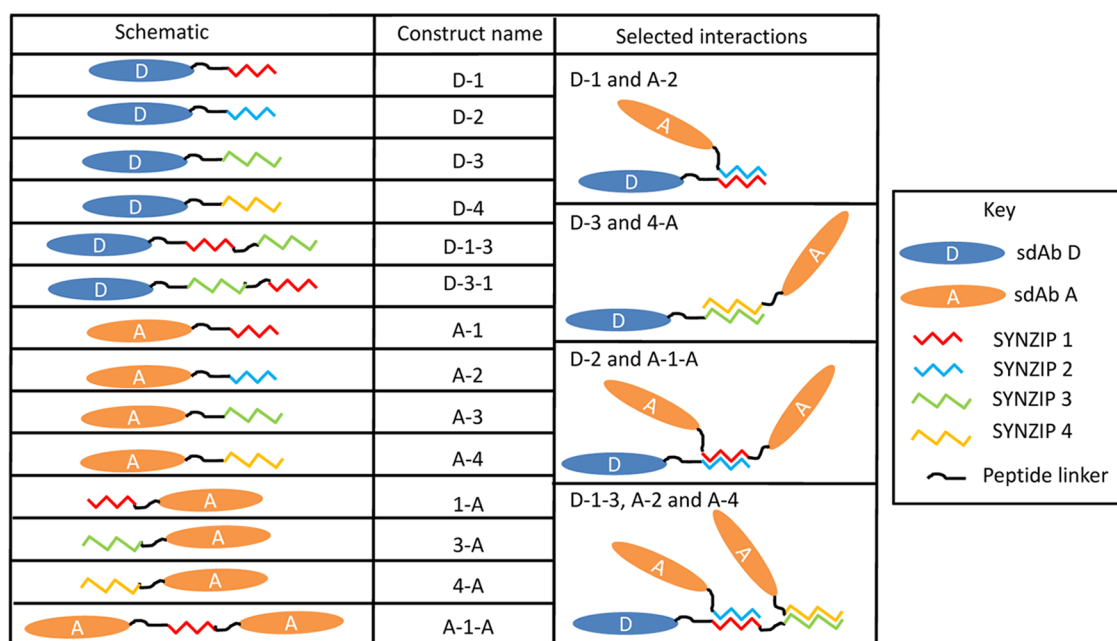 Schematic Construct name Selected interactions
D D-1
D D-2
D D-3
D D-4
D D-1-3
D D-3-1
A A-1
A A-2
A A-3
A A-4
A 1-A
A 3-A
A 4-A
A A A-1-A
D-1 and A-2
A
D
D-3 and 4-A
A
D
D-2 and A-1-A
A A
D
D-1-3, A-2 and A-4
A A
D
Key
D sdAb D
A sdAb A
SYNZIP 1
SYNZIP 2
SYNZIP 3
SYNZIP 4
Peptide linker